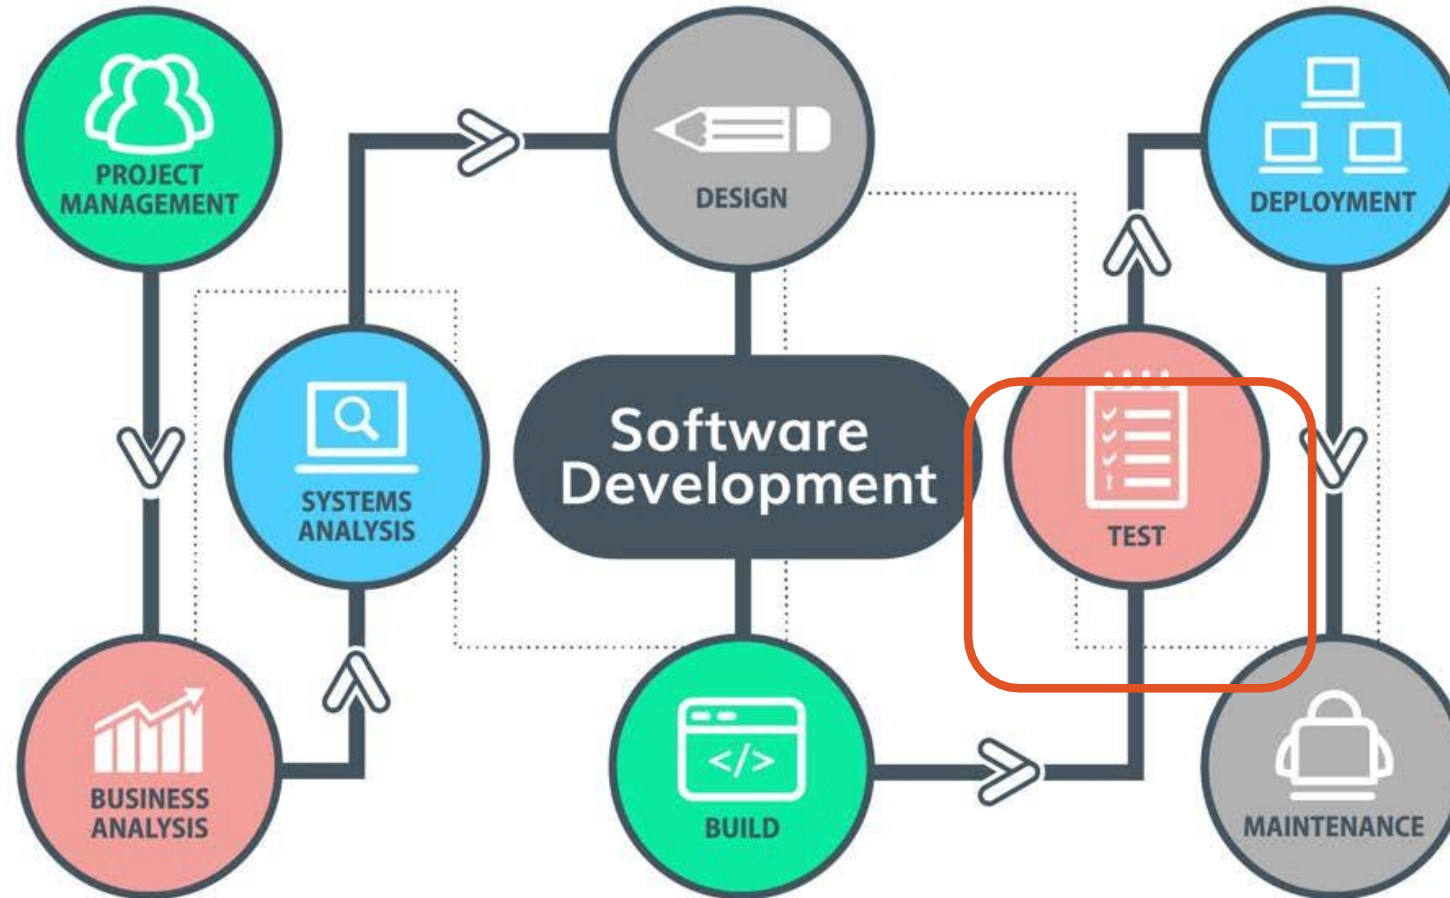 PROJECT
MANAGEMENT
BUSINESS
ANALYSIS
SYSTEMS
ANALYSIS
DESIGN
Software
Development
</>
BUILD
TEST
DEPLOYMENT
MAINTENANCE